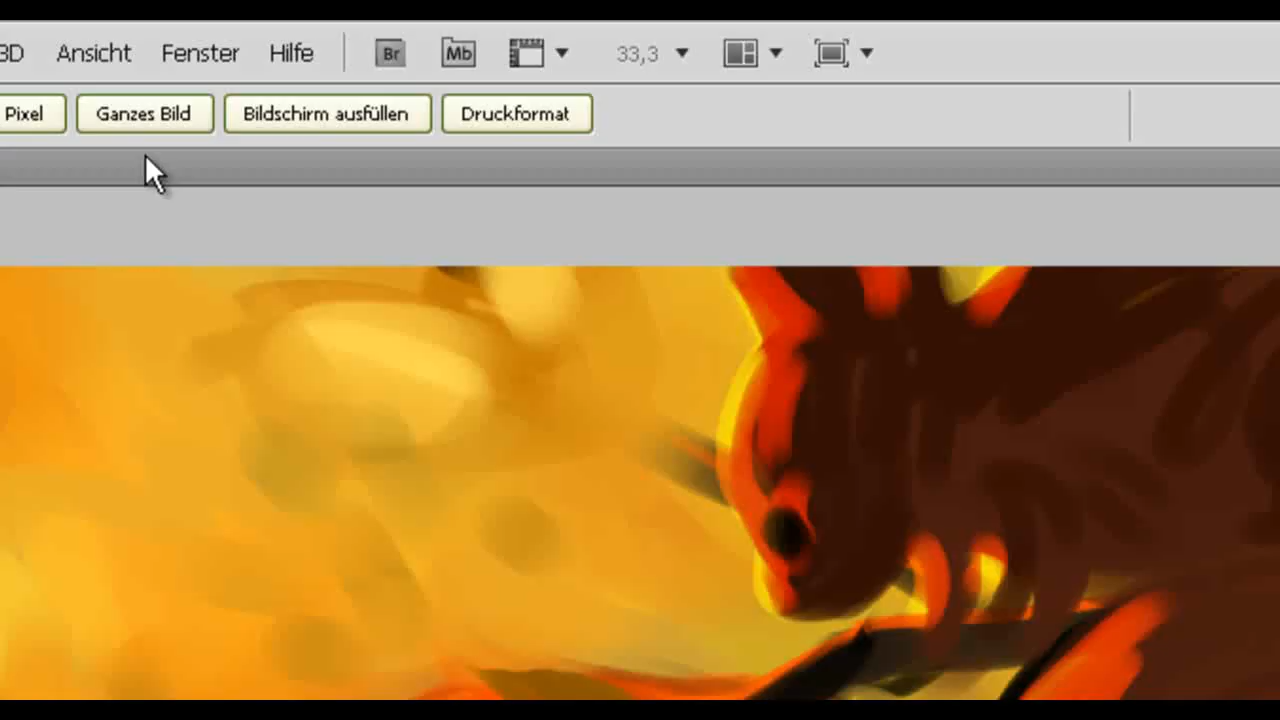 3D Ansicht Fenster Hilfe Br Mb 33,3
Pixel Ganzes Bild Bildschirm ausfüllen Druckformat